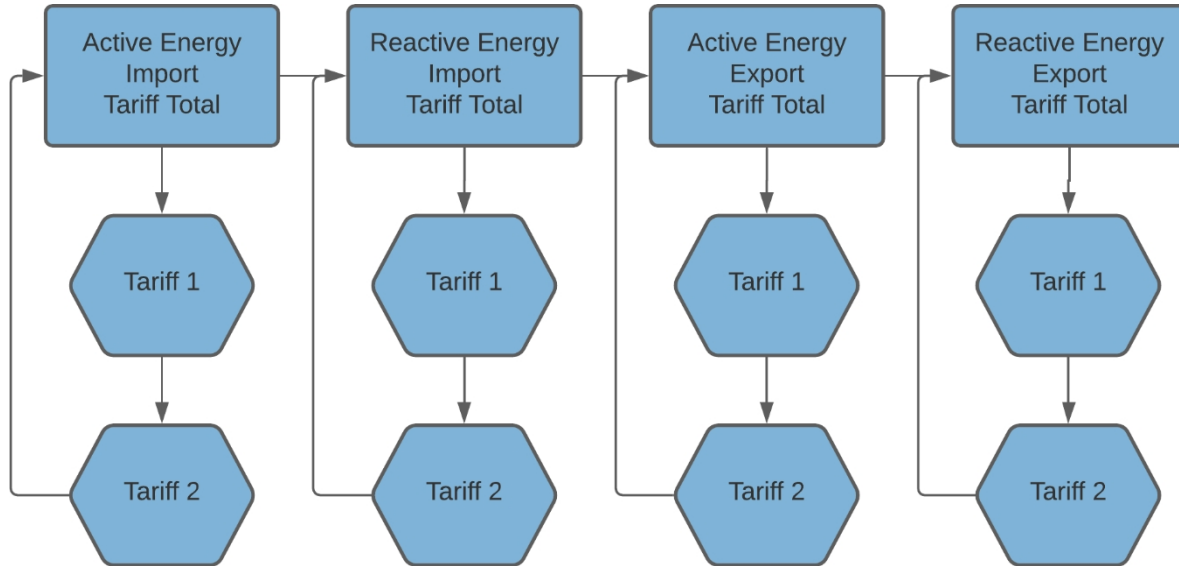 Active Energy
Import
Tariff Total
Reactive Energy
Import
Tariff Total
Active Energy
Export
Tariff Total
Reactive Energy
Export
Tariff Total
Tariff 1
Tariff 1
Tariff 1
Tariff 1
Tariff 2
Tariff 2
Tariff 2
Tariff 2